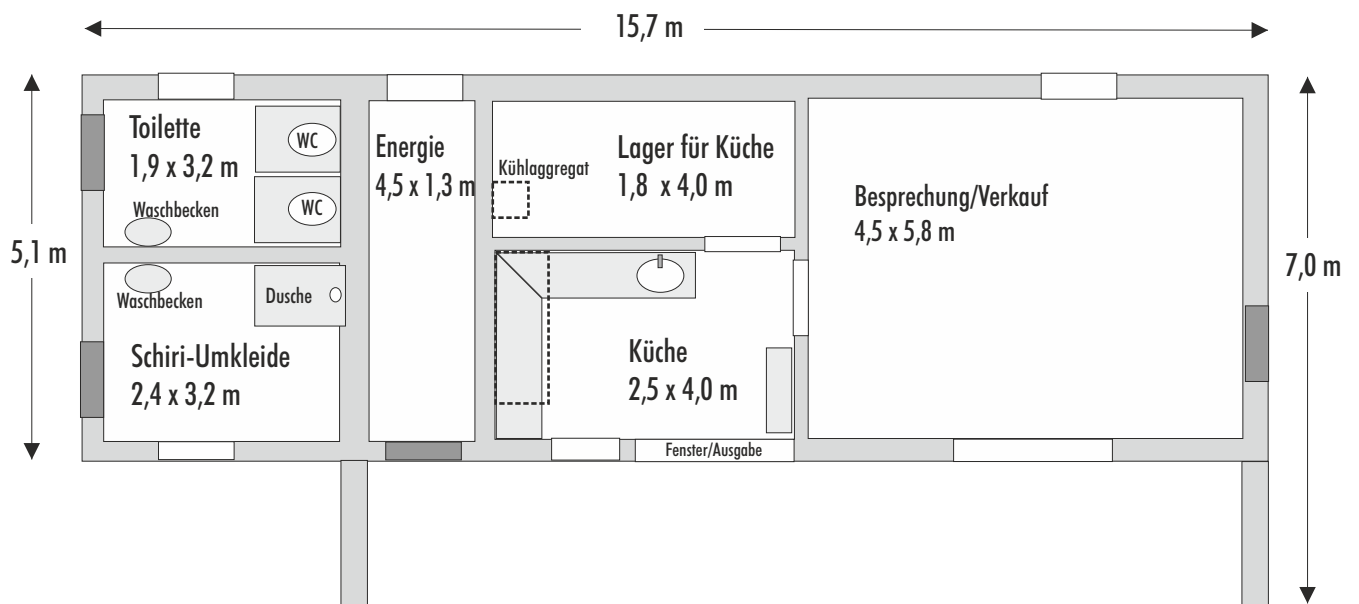 15,7 m
Toilette
1,9 x 3,2 m
WC
WC
Waschbecken
Energie
4,5 x 1,3 m
Kühlaggregat
Lager für Küche
1,8 x 4,0 m
Besprechung/Verkauf
4,5 x 5,8 m
5,1 m
7,0 m
Waschbecken
Dusche
Schiri-Umkleide
2,4 x 3,2 m
Küche
2,5 x 4,0 m
Fenster/Ausgabe